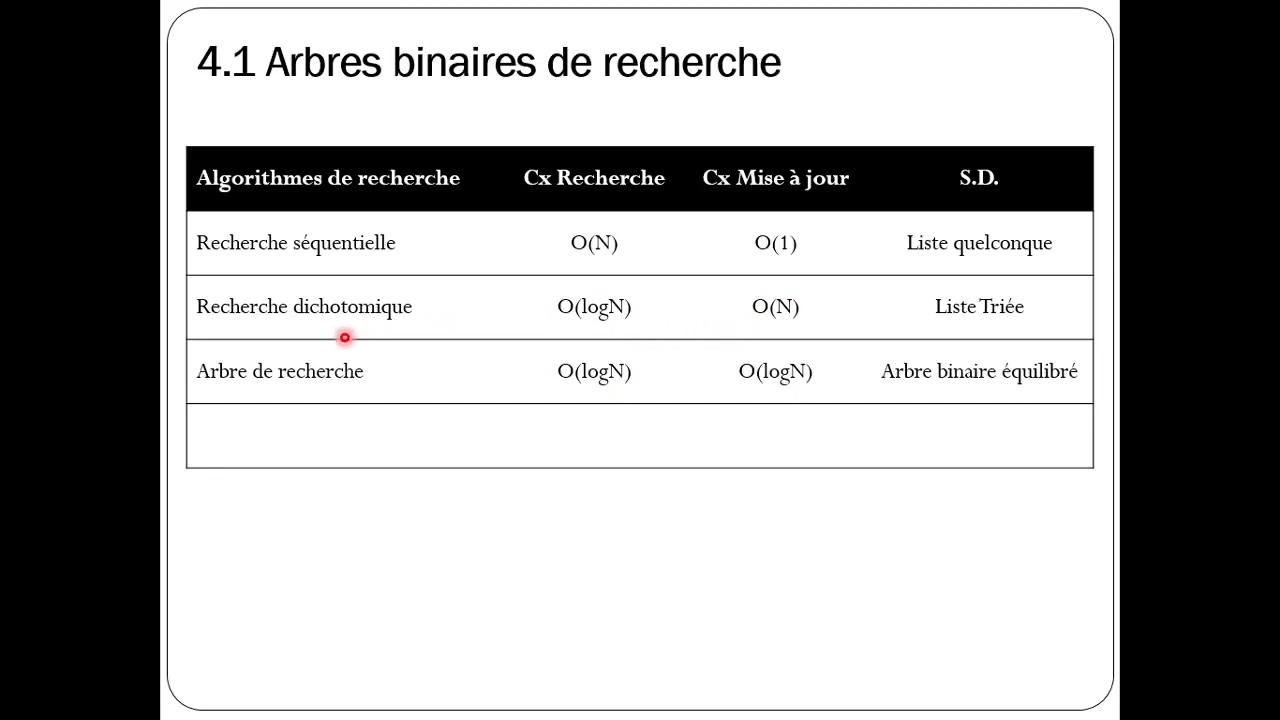 4.1 Arbres binaires de recherche
Algorithmes de recherche Cx Recherche Cx Mise à jour S.D.
Recherche séquentielle O(N) O(1) Liste quelconque
Recherche dichotomique O(logN) O(N) Liste Triée
Arbre de recherche O(logN) O(logN) Arbre binaire équilibré